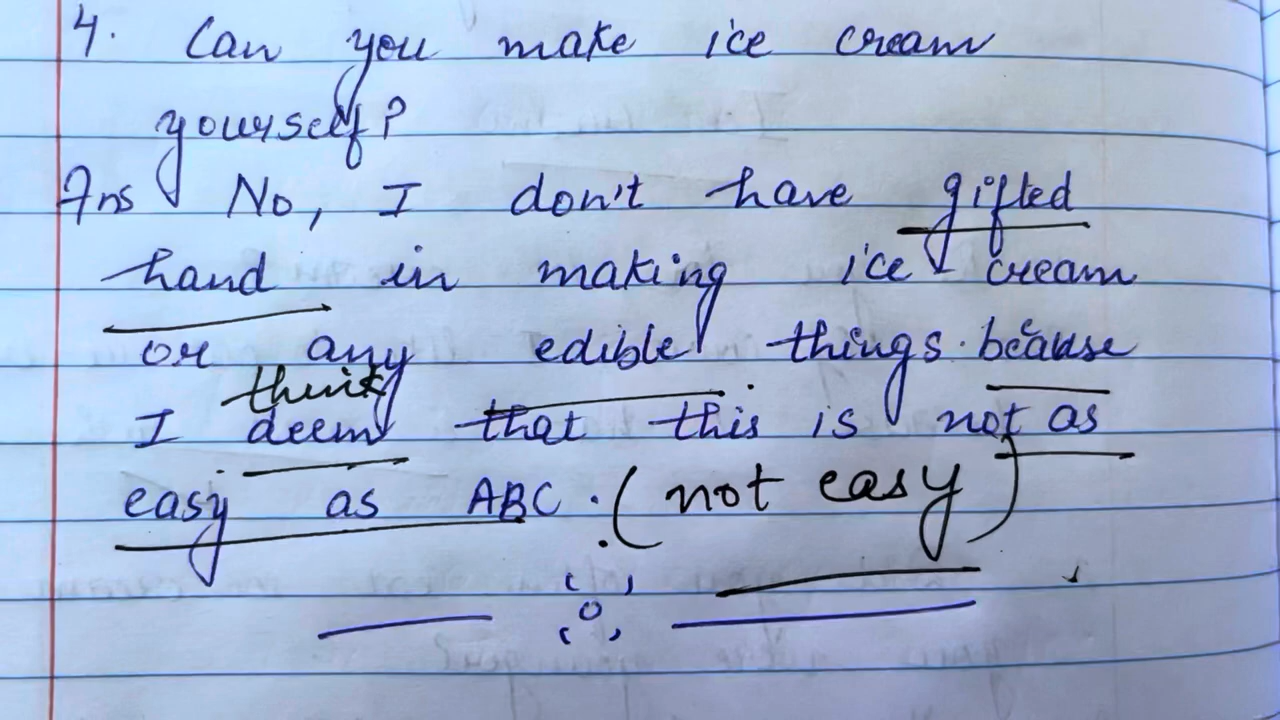 4. Can you make ice cream
yourself?
Ans No, I don't have gifted
hand in making ice cream
or any edible things. because
think
I deem that this is not as
easy as ABC. (not easy)